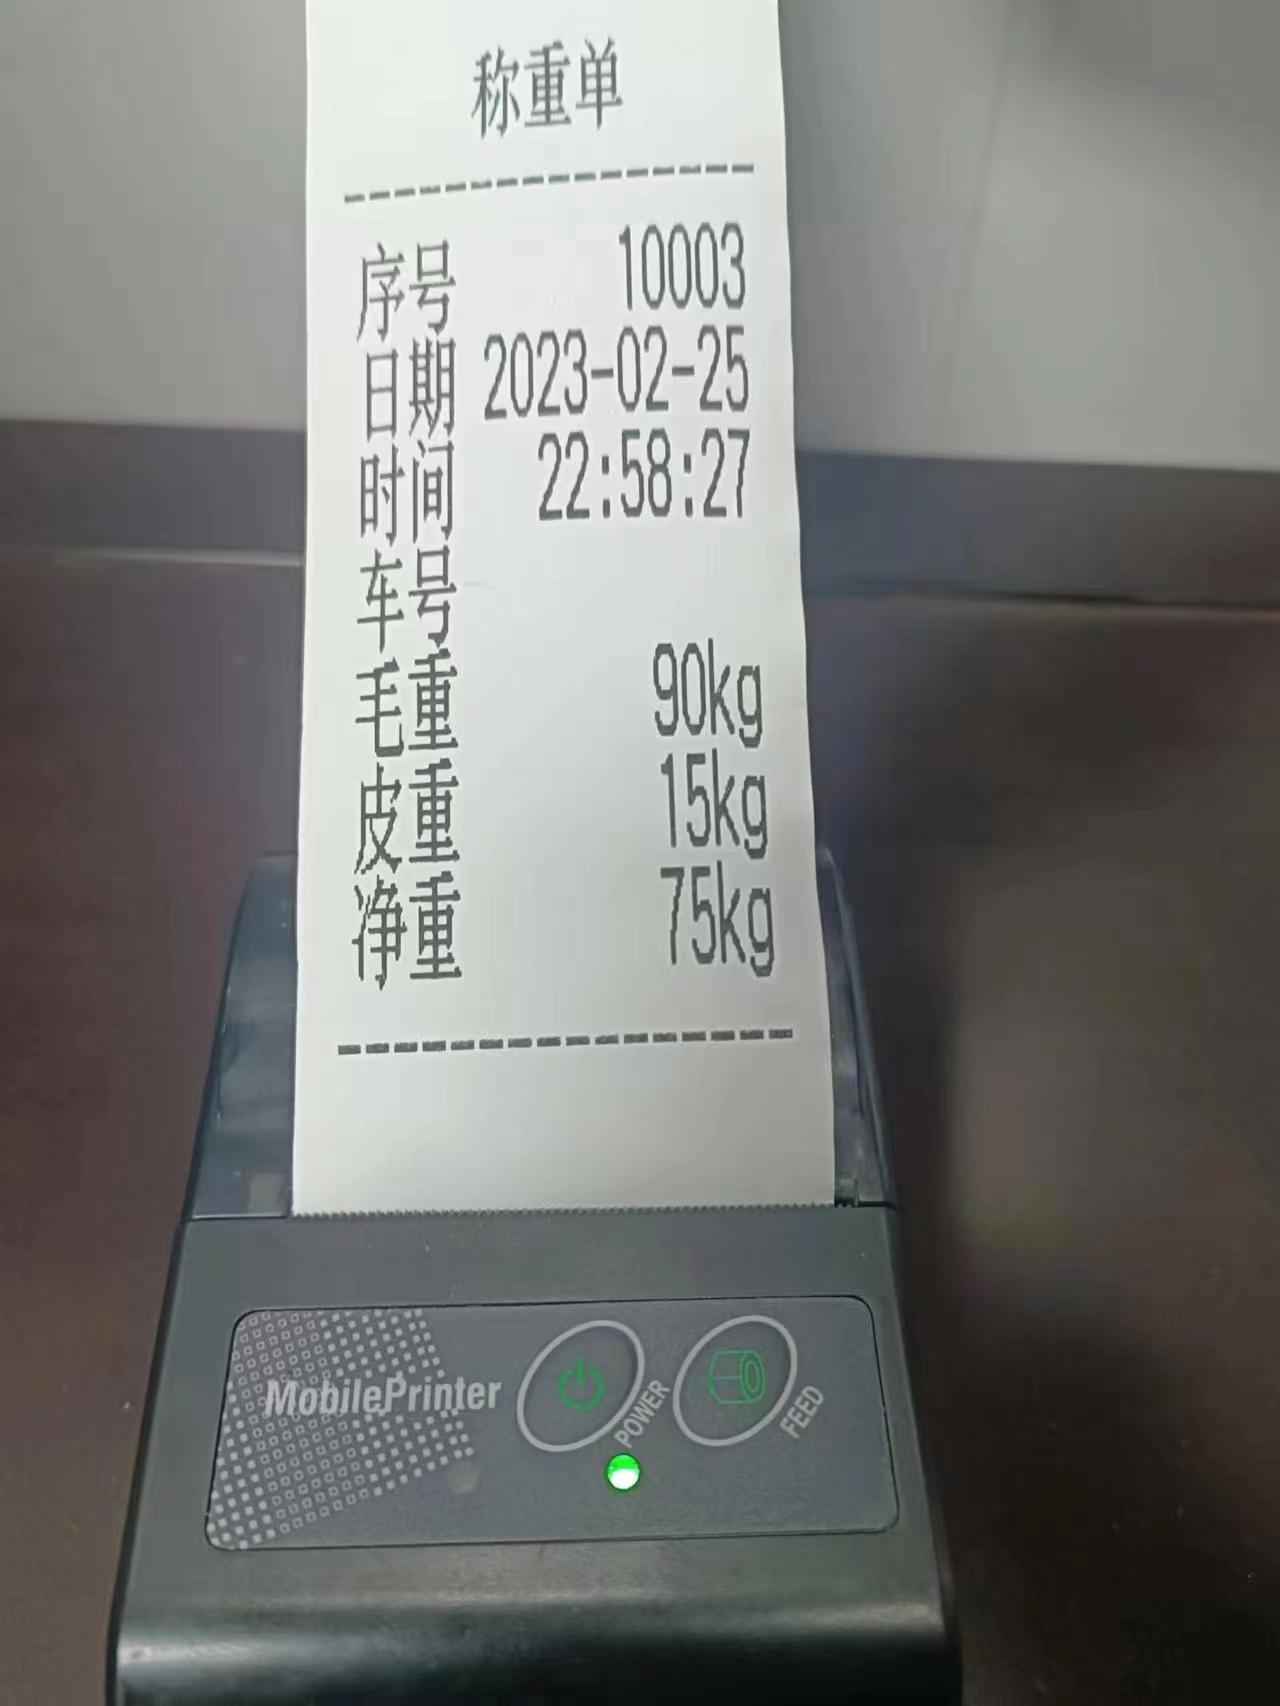 称重单
序号 10003
日期 2023-02-25
时间 22:58:27
车号
毛重 90kg
皮重 15kg
净重 75kg
MobilePrinter
POWER
FEED